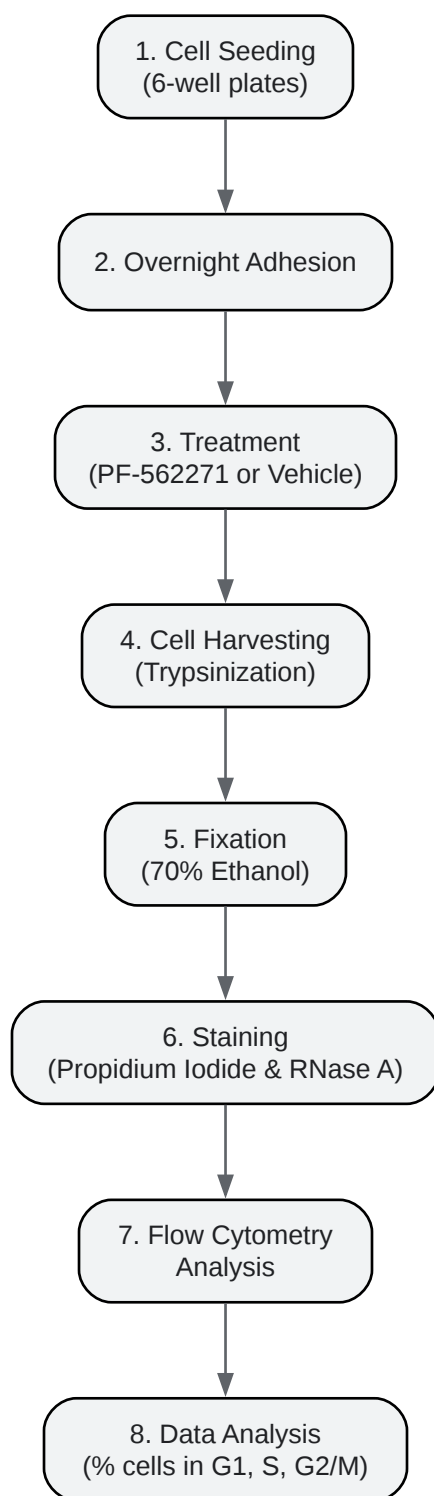 1. Cell Seeding
(6-well plates)
2. Overnight Adhesion
3. Treatment
(PF-562271 or Vehicle)
4. Cell Harvesting
(Trypsinization)
5. Fixation
(70% Ethanol)
6. Staining
(Propidium Iodide & RNase A)
7. Flow Cytometry
Analysis
8. Data Analysis
(% cells in G1, S, G2/M)